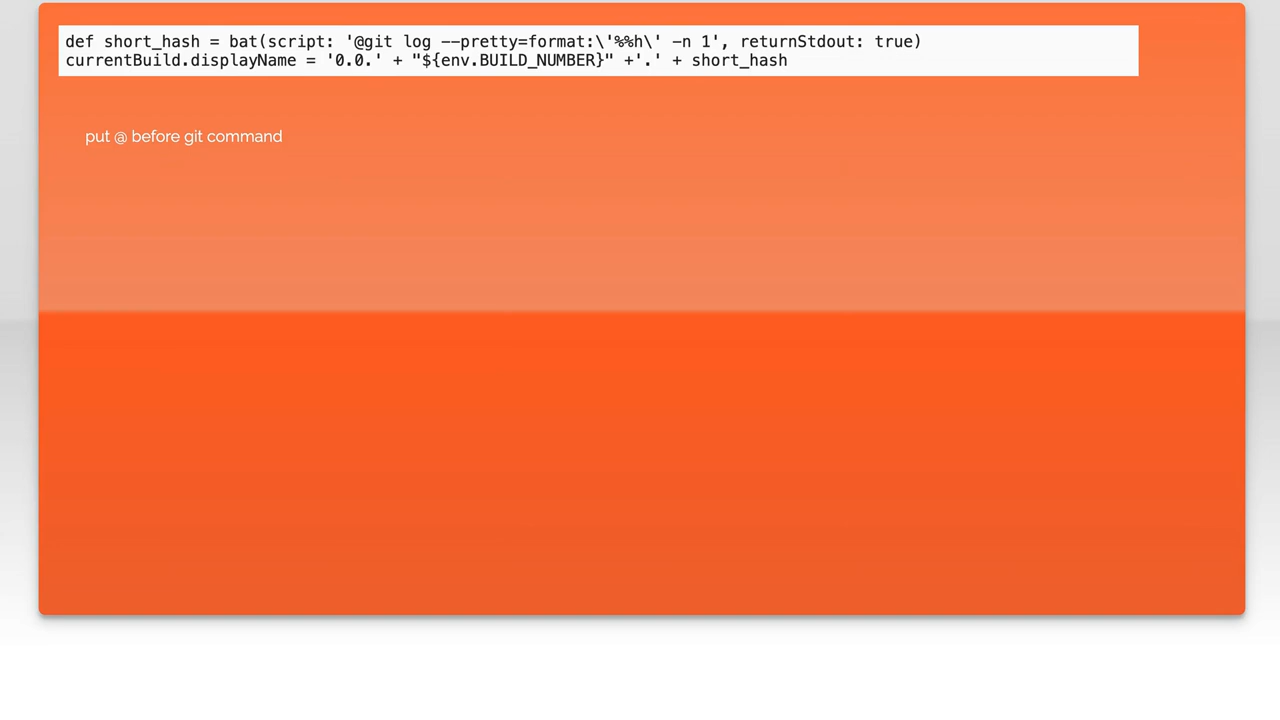 def short_hash = bat(script: '@git log --pretty=format:\'%%h\' -n 1', returnStdout: true)
currentBuild.displayName = '0.0.' + "${env.BUILD_NUMBER}" +'.' + short_hash
put @ before git command